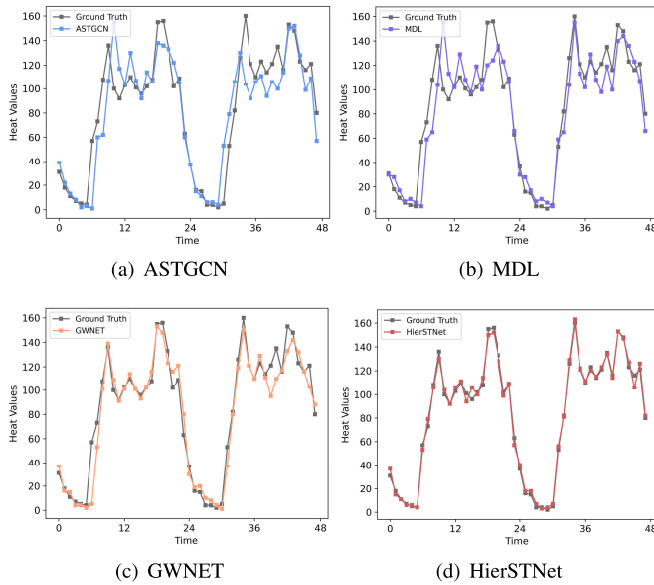 Ground Truth
ASTGCN
160
140
120
100
80
60
40
20
0
Heat Values
0 12 24 36 48
Time
(a) ASTGCN
Ground Truth
MDL
160
140
120
100
80
60
40
20
0
Heat Values
0 12 24 36 48
Time
(b) MDL
Ground Truth
GWNET
160
140
120
100
80
60
40
20
0
Heat Values
0 12 24 36 48
Time
(c) GWNET
Ground Truth
HierSTNet
160
140
120
100
80
60
40
20
0
Heat Values
0 12 24 36 48
Time
(d) HierSTNet